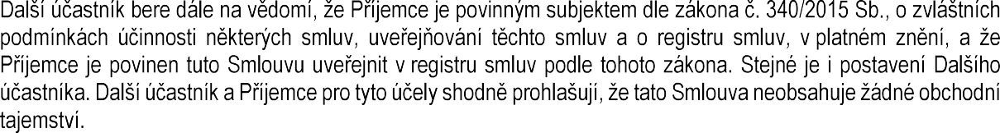 Další účastník bere dále na vědomí, že Příjemce je povinným subjektem dle zákona č. 340/2015 Sb., o zvláštních
podmínkách účinnosti některých smluv, uveřejňování těchto smluv a o registru smluv, v platném znění, a že
Příjemce je povinen tuto Smlouvu uveřejnit v registru smluv podle tohoto zákona. Stejné je i postavení Dalšího
účastníka. Další účastník a Příjemce pro tyto účely shodně prohlašují, že tato Smlouva neobsahuje žádné obchodní
tajemství.